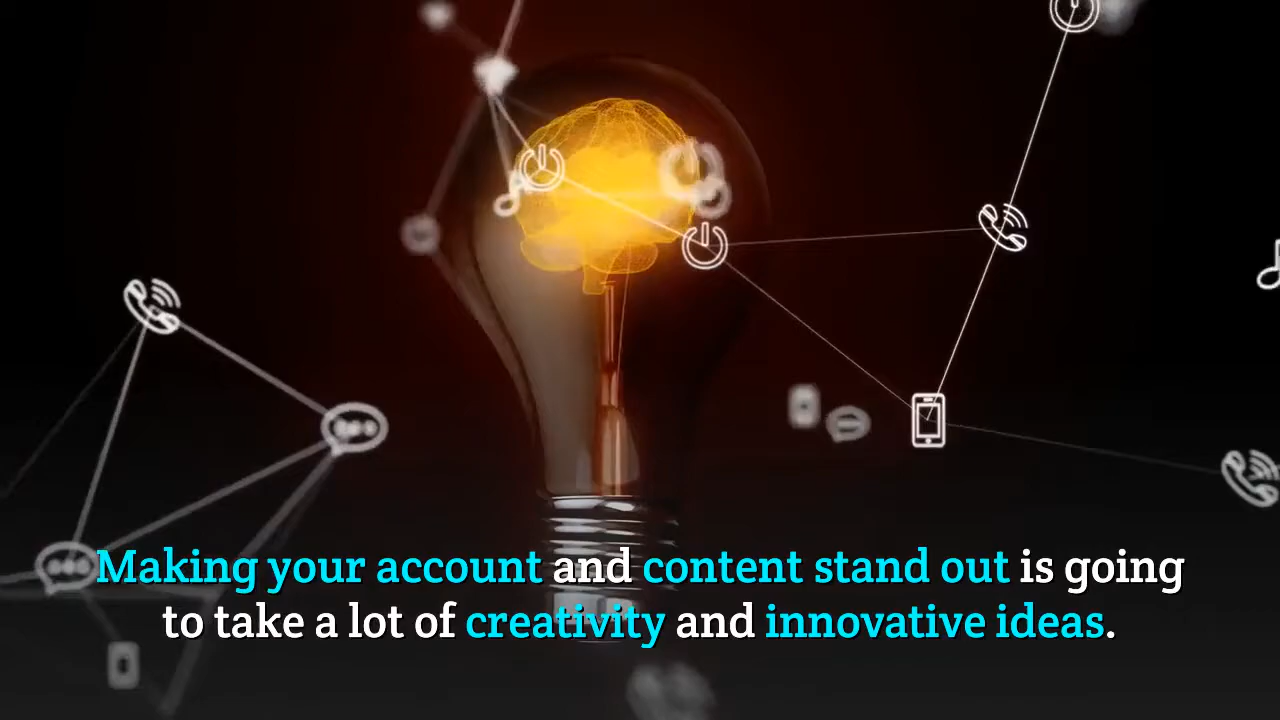 Making your account and content stand out is going
to take a lot of creativity and innovative ideas.